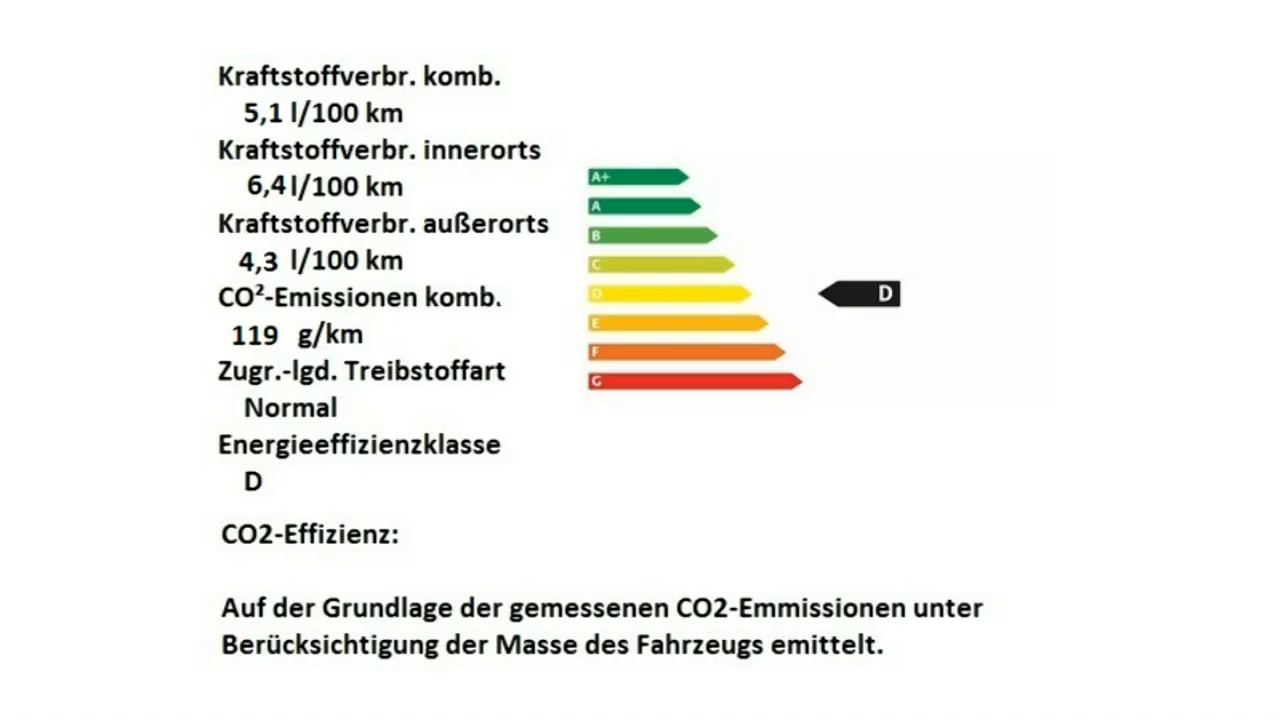 Kraftstoffverbr. komb.
5,1 l/100 km
Kraftstoffverbr. innerorts
6,4 l/100 km
Kraftstoffverbr. außerorts
4,3 l/100 km
CO²-Emissionen komb.
119 g/km
Zugr.-lgd. Treibstoffart
Normal
Energieeffizienzklasse
D
A+
A
B
C
D
D
E
F
G
CO2-Effizienz:
Auf der Grundlage der gemessenen CO2-Emmissionen unter
Berücksichtigung der Masse des Fahrzeugs emittelt.